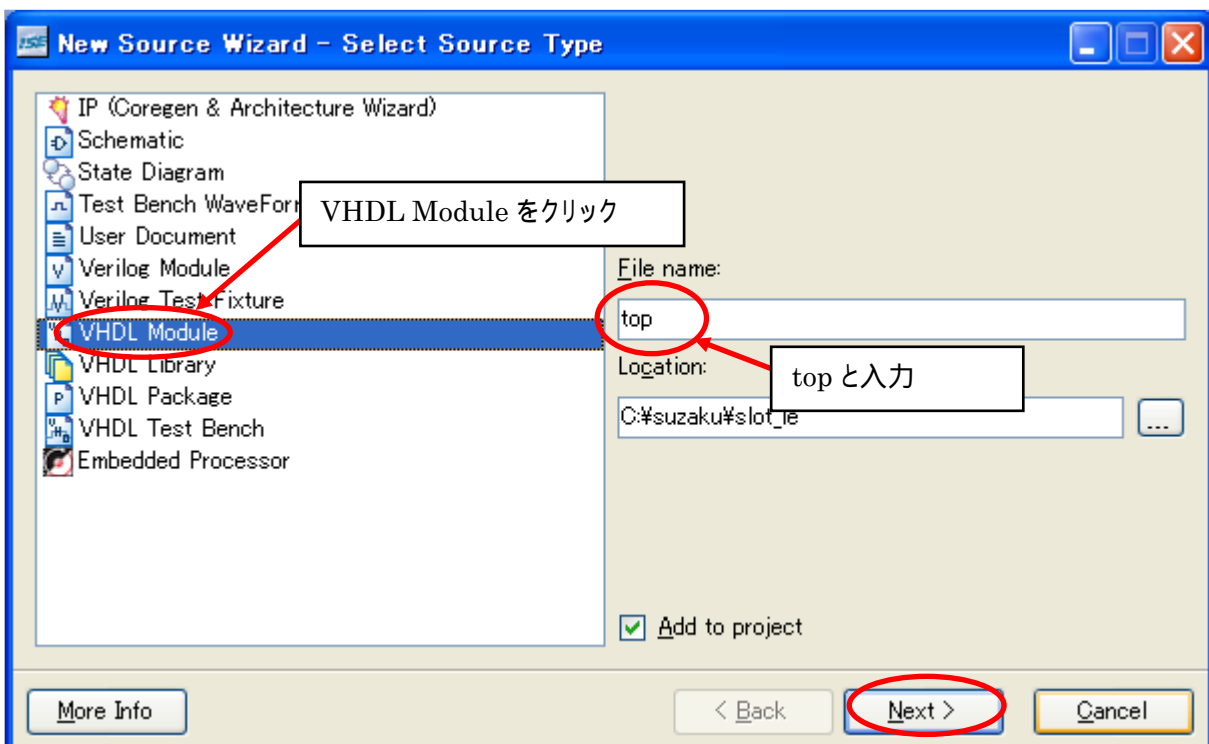 ISE New Source Wizard - Select Source Type
IP (Coregen & Architecture Wizard)
Schematic
State Diagram
Test Bench WaveForm
User Document
Verilog Module
Verilog Test Fixture
VHDL Module
VHDL Library
VHDL Package
VHDL Test Bench
Embedded Processor
VHDL Module をクリック
File name:
top
Location:
top と入力
C:¥suzaku¥slot_ie
...
Add to project
More Info
< Back
Next >
Cancel